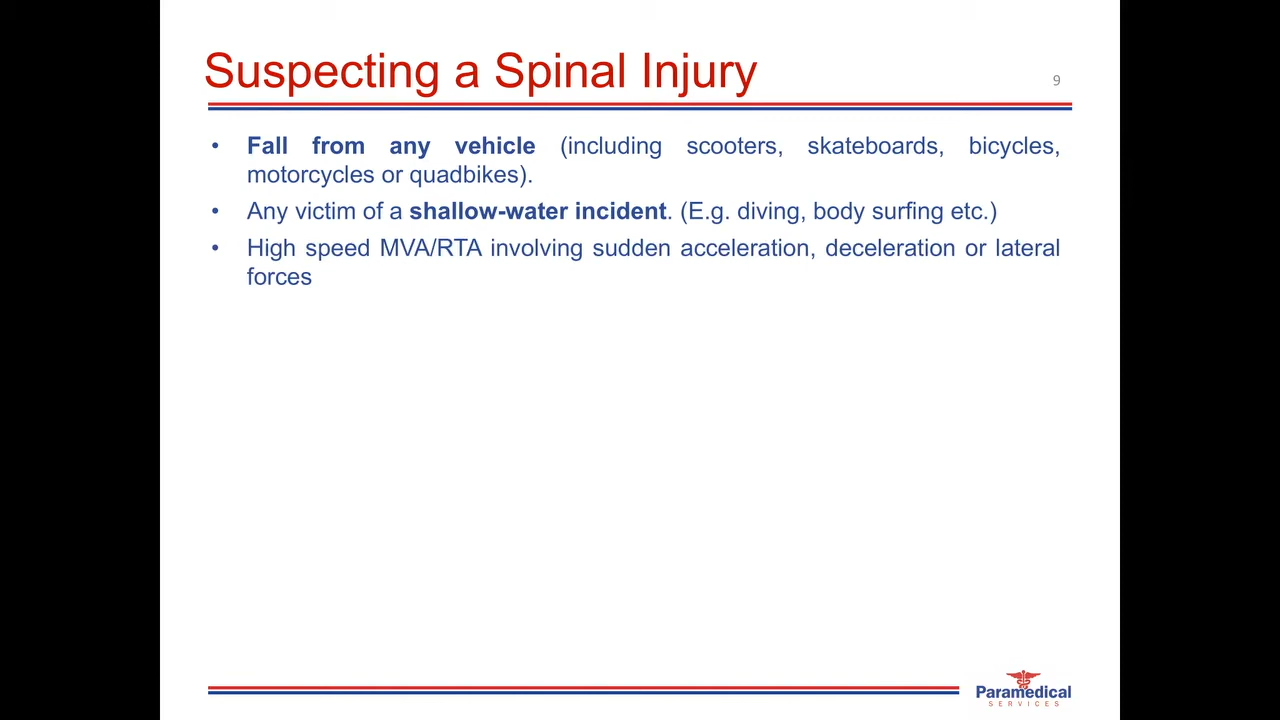 Suspecting a Spinal Injury
9
• Fall from any vehicle (including scooters, skateboards, bicycles,
motorcycles or quadbikes).
• Any victim of a shallow-water incident. (E.g. diving, body surfing etc.)
• High speed MVA/RTA involving sudden acceleration, deceleration or lateral
forces
Paramedical
SERVICES